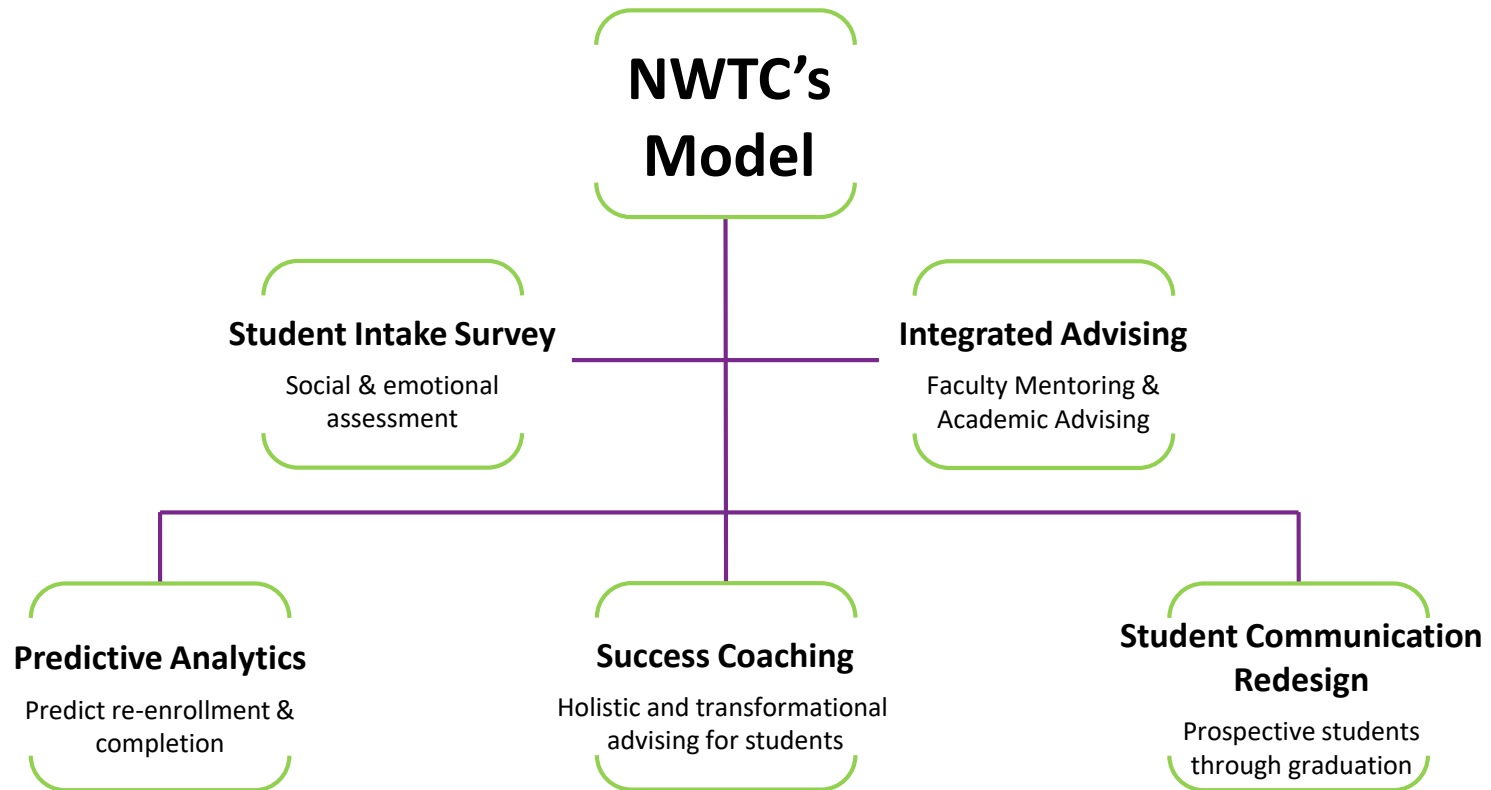 NWTC’s
Model
Student Intake Survey
Social & emotional
assessment
Integrated Advising
Faculty Mentoring &
Academic Advising
Predictive Analytics
Predict re-enrollment &
completion
Success Coaching
Holistic and transformational
advising for students
Student Communication
Redesign
Prospective students
through graduation